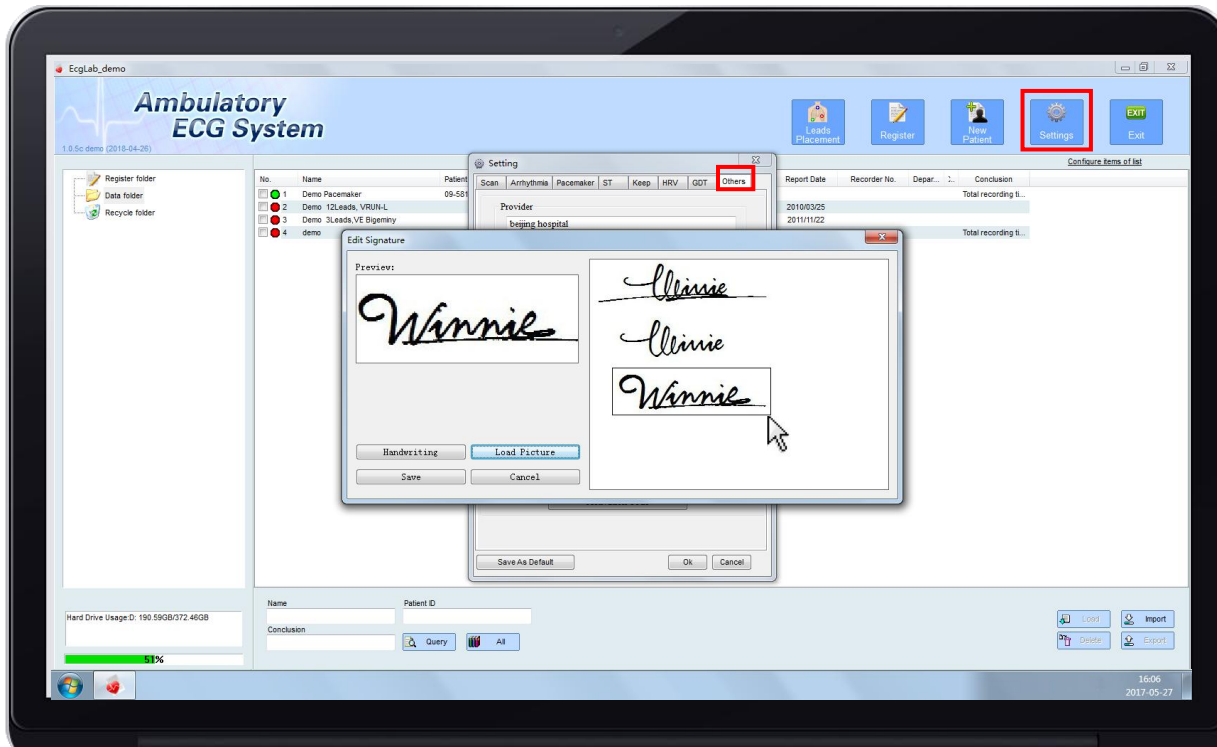 EcgLab_demo
Ambulatory
ECG System
1.0.5c demo (2018-04-26)
Leads
Placement
Register
New
Patient
Settings
EXIT
Exit
Configure items of list
Register folder
Data folder
Recycle folder
No. Name Patient Report Date Recorder No. Depar... Conclusion
1 Demo Pacemaker 09-581 Total recording ti...
2 Demo 12Leads, VRUN-L 2010/03/25
3 Demo 3Leads,VE Bigeminy 2011/11/22
4 demo Total recording ti...
Setting
Scan Arrhythmia Pacemaker ST Keep HRV GDT Others
Provider
beijing hospital
Edit Signature
Preview:
Winnie
Winnie
Winnie
Winnie
Handwriting Load Picture
Save Cancel
Save As Default Ok Cancel
Name Patient ID
Conclusion
Query All
Hard Drive Usage:D: 190.59GB/372.46GB
51%
Load Import
Delete Export
16:06
2017-05-27